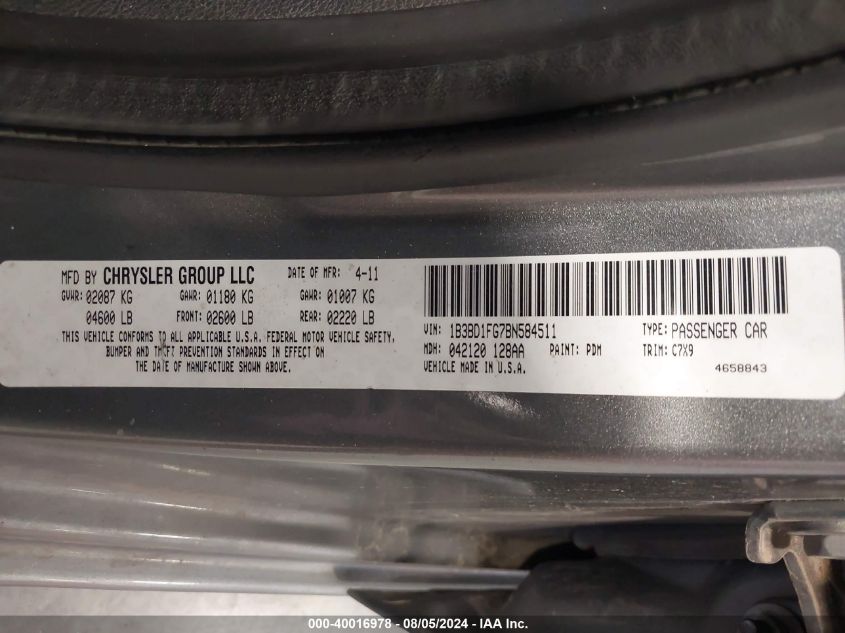 MFD BY CHRYSLER GROUP LLC DATE OF MFR: 4-11
GVWR: 02087 KG GAWR: 01180 KG GAWR: 01007 KG
04600 LB FRONT: 02600 LB REAR: 02220 LB
THIS VEHICLE CONFORMS TO ALL APPLICABLE U.S.A. FEDERAL MOTOR VEHICLE SAFETY,
BUMPER AND THEFT PREVENTION STANDARDS IN EFFECT ON
THE DATE OF MANUFACTURE SHOWN ABOVE.
VIN: 1B3BD1FG7BN584511 TYPE: PASSENGER CAR
MDH: 042120 128AA PAINT: PDM TRIM: C7X9
VEHICLE MADE IN U.S.A. 4658843
000-40016978 - 08/05/2024 - IAA Inc.